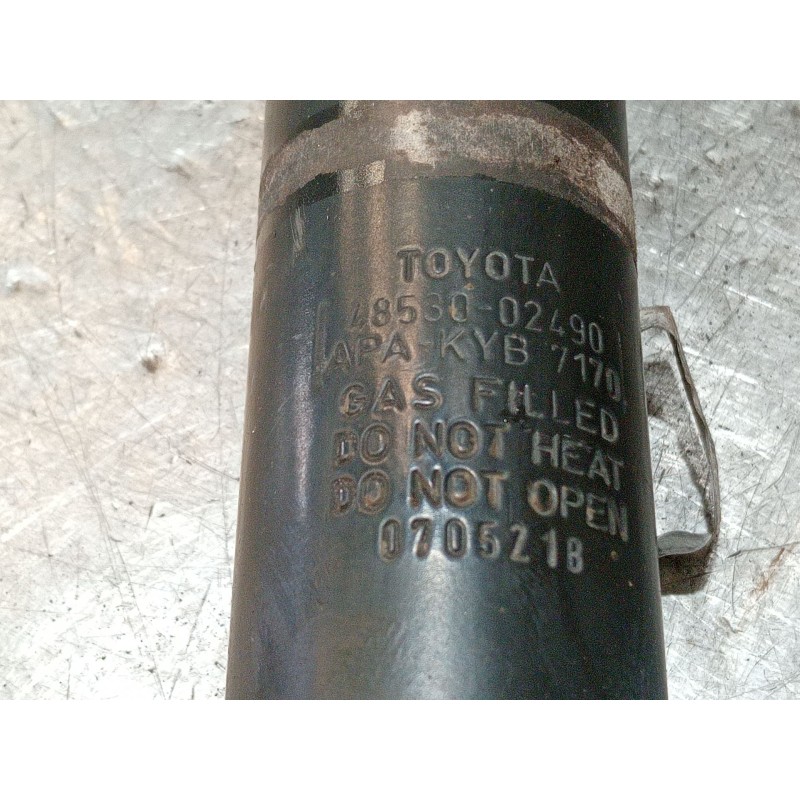 TOYOTA
48530-02490
APA-KYB 7170
GAS FILLED
DO NOT HEAT
DO NOT OPEN
0705218